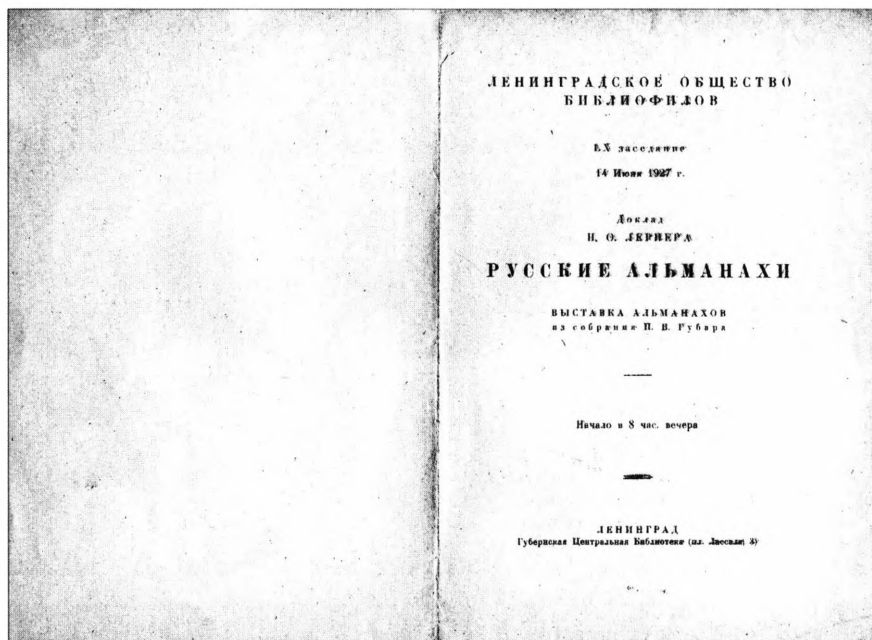 ЛЕНИНГРАДСКОЕ ОБЩЕСТВО
БИБЛИОФИЛОВ
заседание
14 Июня 1927 г.
Доклад
Н. О. ЛЕРНЕРА
РУССКИЕ АЛЬМАНАХИ
ВЫСТАВКА АЛЬМАНАХОВ
из собрания П. В. Губара
Начало в 8 час. вечера
ЛЕНИНГРАД
Губернская Центральная Библиотека (пл. Лассаля, 3)